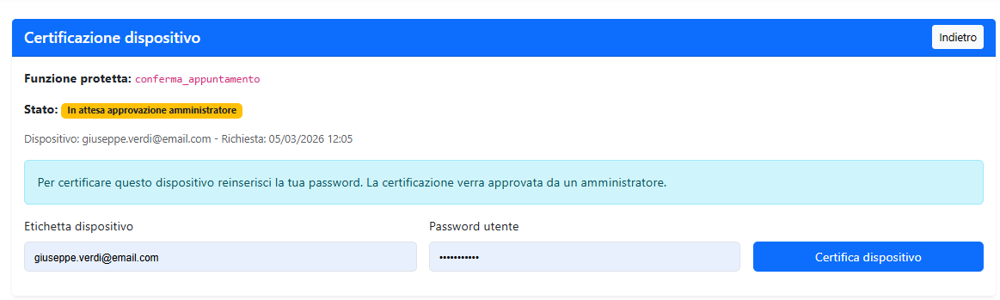 Certificazione dispositivo
Indietro
Funzione protetta: conferma_appuntamento
Stato: In attesa approvazione amministratore
Dispositivo: giuseppe.verdi@email.com - Richiesta: 05/03/2026 12:05
Per certificare questo dispositivo reinserisci la tua password. La certificazione verra approvata da un amministratore.
Etichetta dispositivo
Password utente
giuseppe.verdi@email.com
•••••••••••
Certifica dispositivo